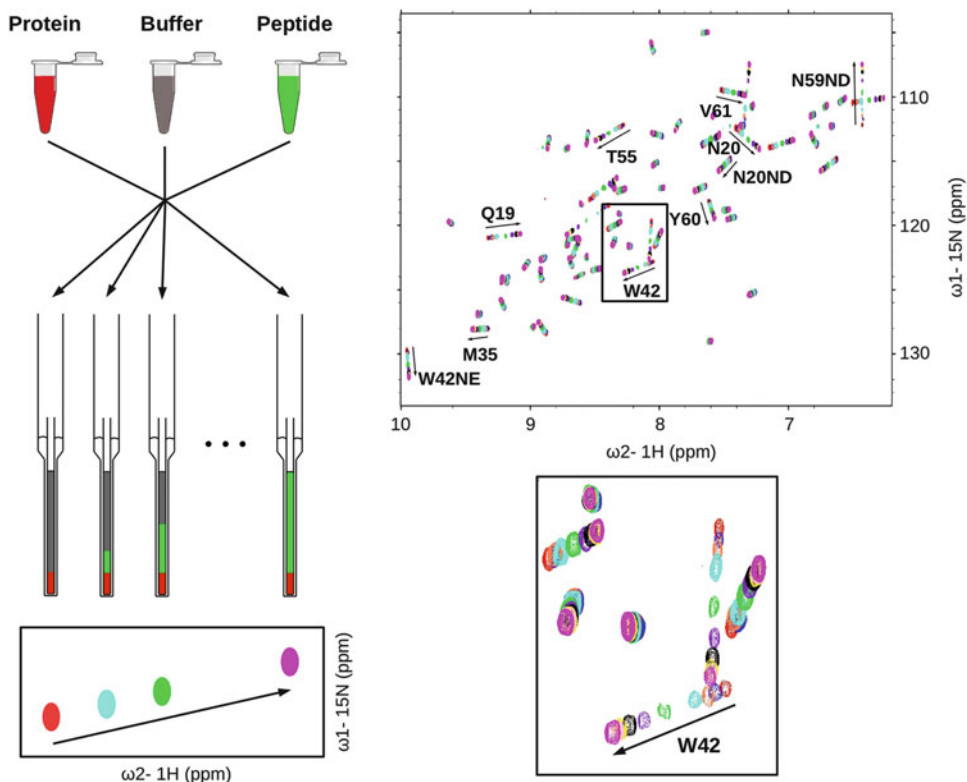 Protein Buffer Peptide
N59ND
110
V61
T55
N20
N20ND
Q19
Y60
120
W42
M35
W42NE
130
10 9 8 7
ω2- 1H (ppm)
ω1- 15N (ppm)
• • •
ω1- 15N (ppm)
ω2- 1H (ppm)
W42